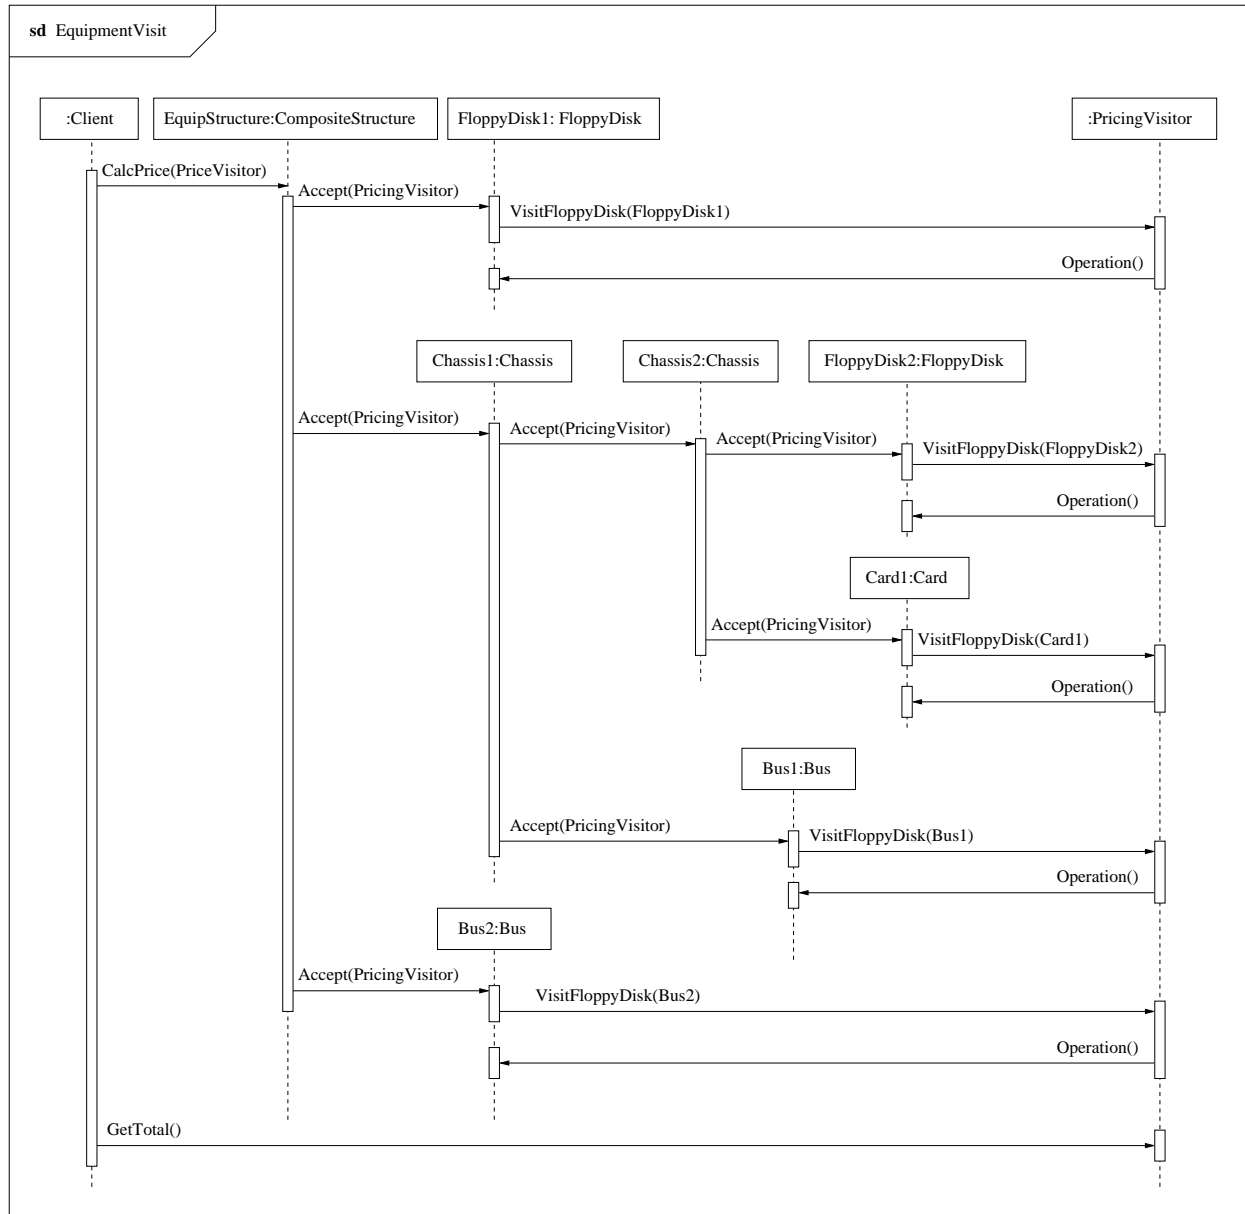 sd EquipmentVisit
:Client
EquipStructure:CompositeStructure
FloppyDisk1: FloppyDisk
:PricingVisitor
CalcPrice(PriceVisitor)
Accept(PricingVisitor)
VisitFloppyDisk(FloppyDisk1)
Operation()
Chassis1:Chassis
Chassis2:Chassis
FloppyDisk2:FloppyDisk
Accept(PricingVisitor)
Accept(PricingVisitor)
Accept(PricingVisitor)
VisitFloppyDisk(FloppyDisk2)
Operation()
Card1:Card
Accept(PricingVisitor)
VisitFloppyDisk(Card1)
Operation()
Bus1:Bus
Accept(PricingVisitor)
VisitFloppyDisk(Bus1)
Operation()
Bus2:Bus
Accept(PricingVisitor)
VisitFloppyDisk(Bus2)
Operation()
GetTotal()